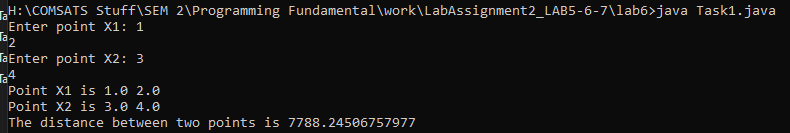 H:\COMSATS Stuff\SEM 2\Programming Fundamental\work\LabAssignment2_LAB5-6-7\lab6>java Task1.java
Enter point X1: 1
2
Enter point X2: 3
4
Point X1 is 1.0 2.0
Point X2 is 3.0 4.0
The distance between two points is 7788.24506757977